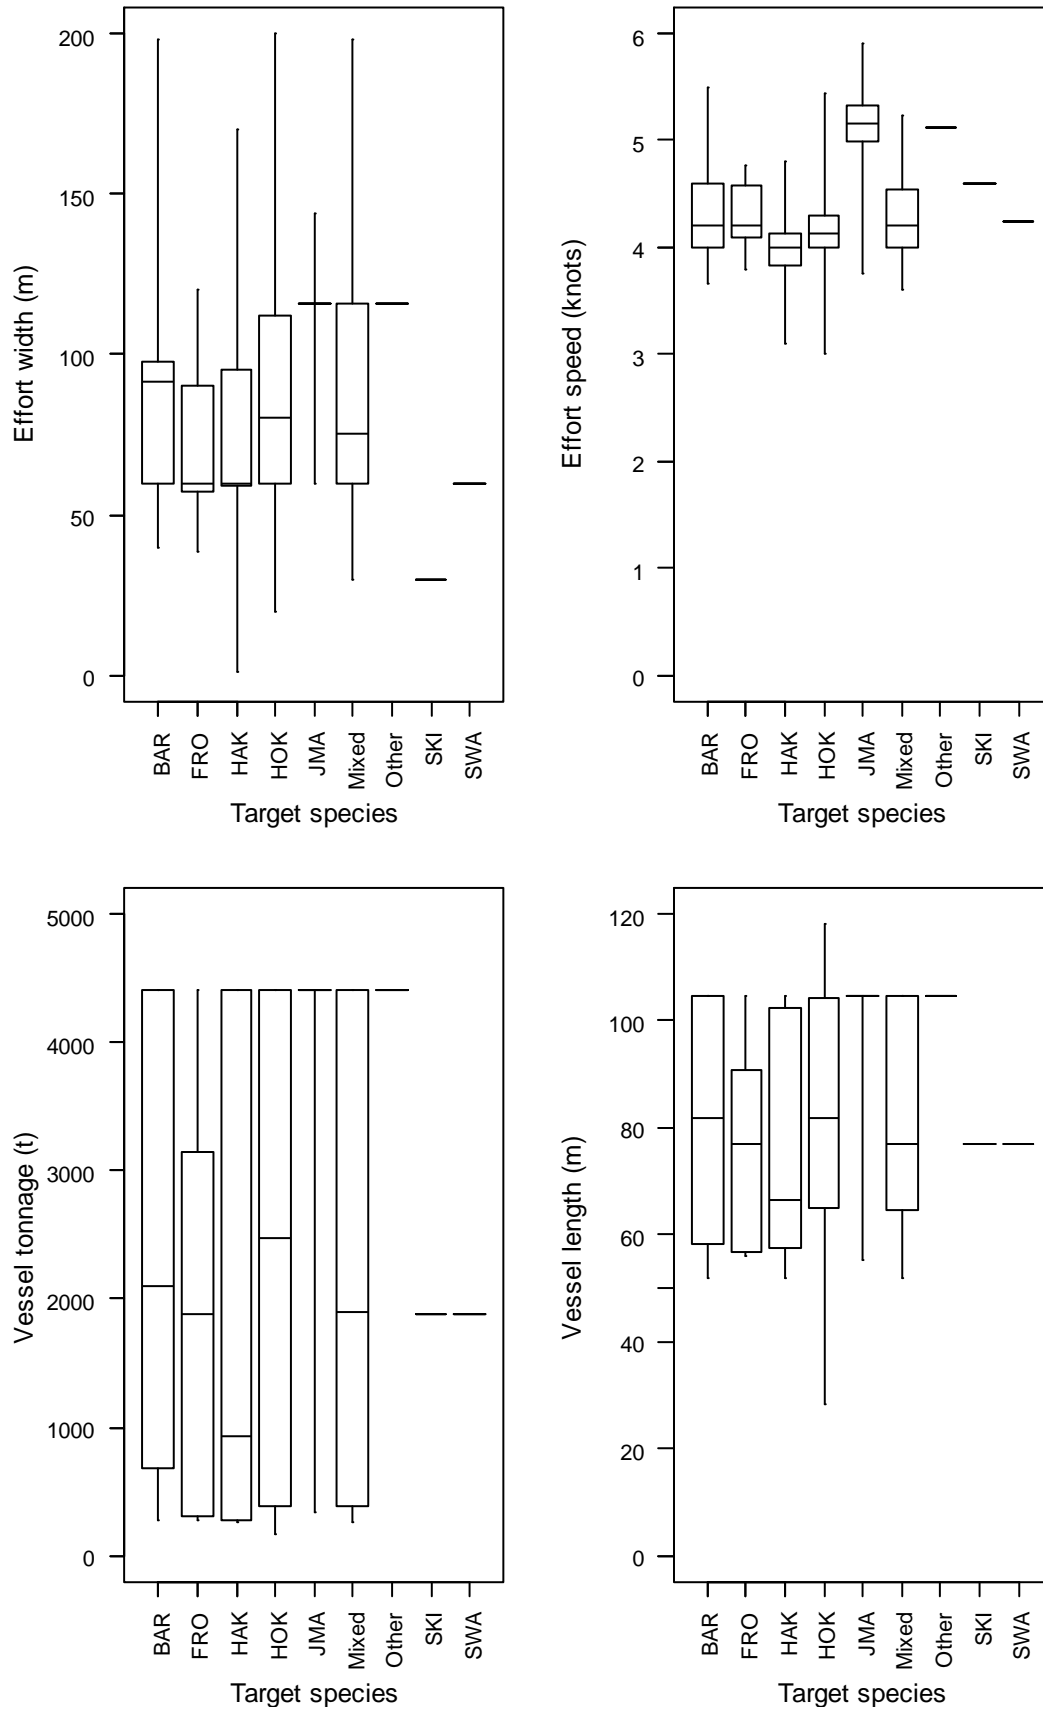 Effort width (m)
200
150
100
50
0
BAR
FRO
HAK
HOK
JMA
Mixed
Other
SKI
SWA
Target species
Effort speed (knots)
6
5
4
3
2
1
0
BAR
FRO
HAK
HOK
JMA
Mixed
Other
SKI
SWA
Target species
Vessel tonnage (t)
5000
4000
3000
2000
1000
0
BAR
FRO
HAK
HOK
JMA
Mixed
Other
SKI
SWA
Target species
Vessel length (m)
120
100
80
60
40
20
0
BAR
FRO
HAK
HOK
JMA
Mixed
Other
SKI
SWA
Target species